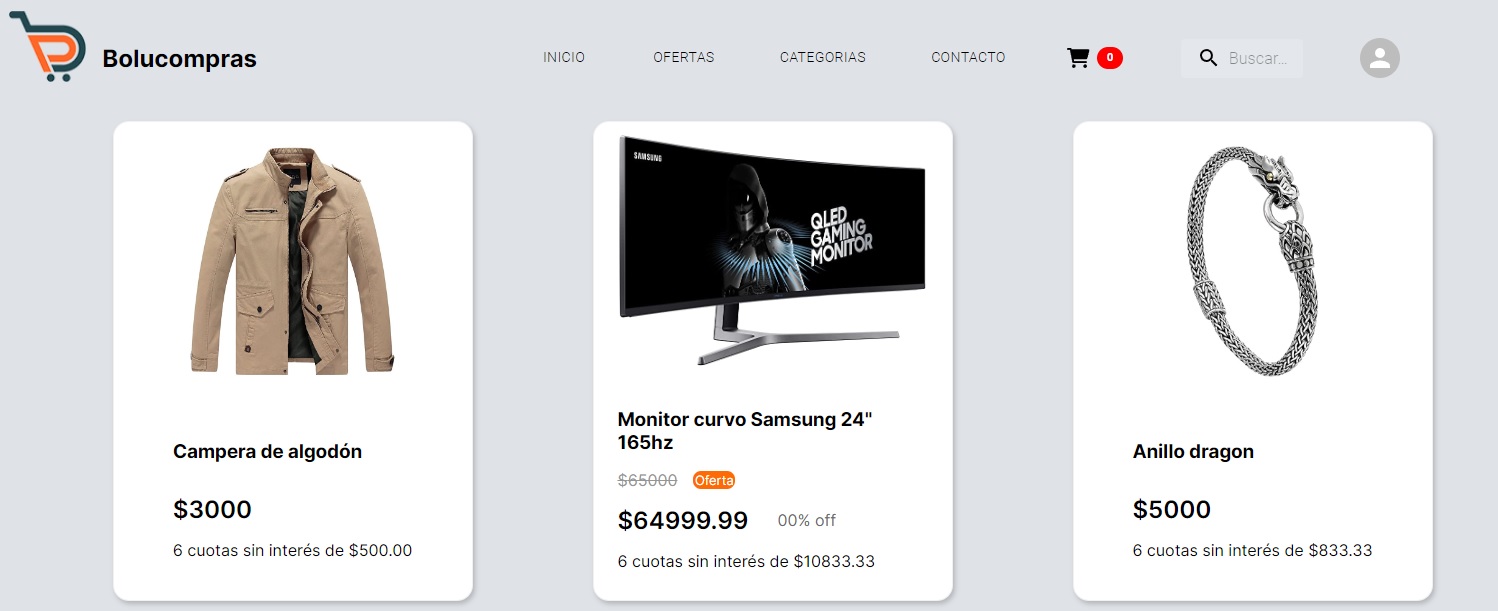 Bolucompras
INICIO
OFERTAS
CATEGORIAS
CONTACTO
0
Buscar...
Campera de algodón
$3000
6 cuotas sin interés de $500.00
SAMSUNG
QLED
GAMING
MONITOR
Monitor curvo Samsung 24"
165hz
$65000 Oferta
$64999.99 00% off
6 cuotas sin interés de $10833.33
Anillo dragon
$5000
6 cuotas sin interés de $833.33